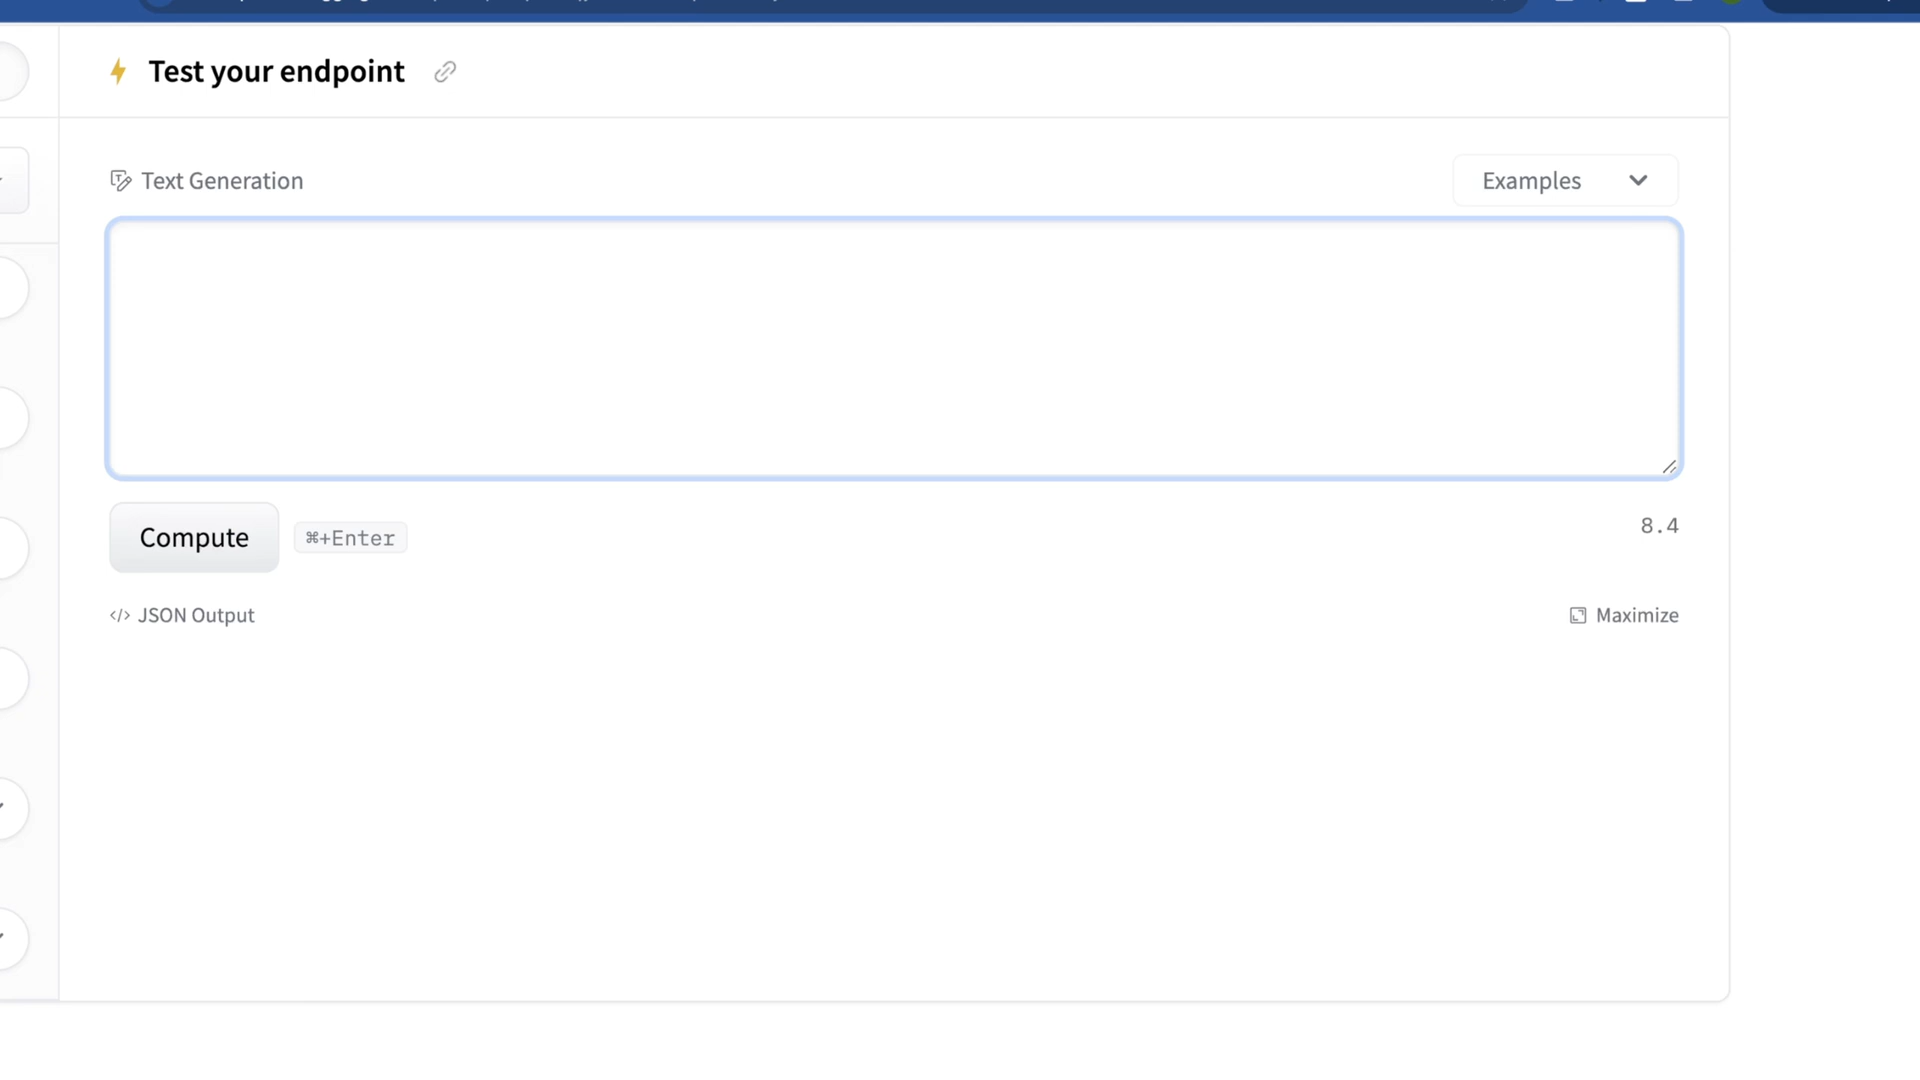 Test your endpoint
Text Generation
Examples
Compute
⌘+Enter
8.4
</> JSON Output
Maximize